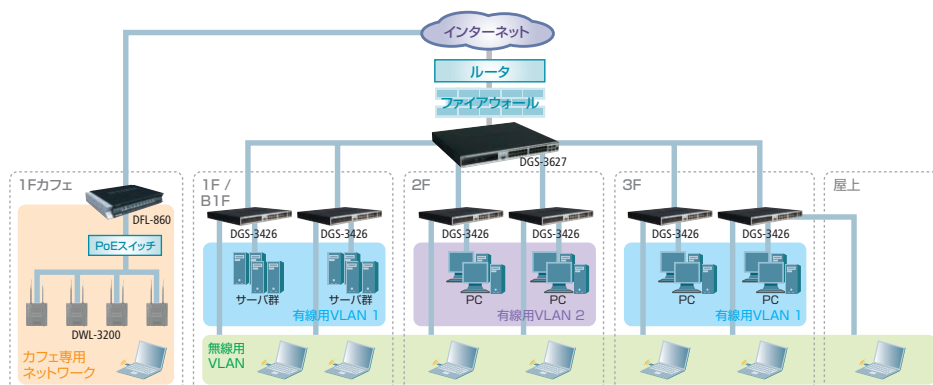 インターネット
ルータ
ファイアウォール
DGS-3627
1Fカフェ
DFL-860
PoEスイッチ
DWL-3200
カフェ専用
ネットワーク
1F /
B1F
DGS-3426
DGS-3426
サーバ群
サーバ群
有線用VLAN 1
2F
DGS-3426
DGS-3426
PC
PC
有線用VLAN 2
3F
DGS-3426
DGS-3426
PC
PC
有線用VLAN 1
屋上
無線用
VLAN